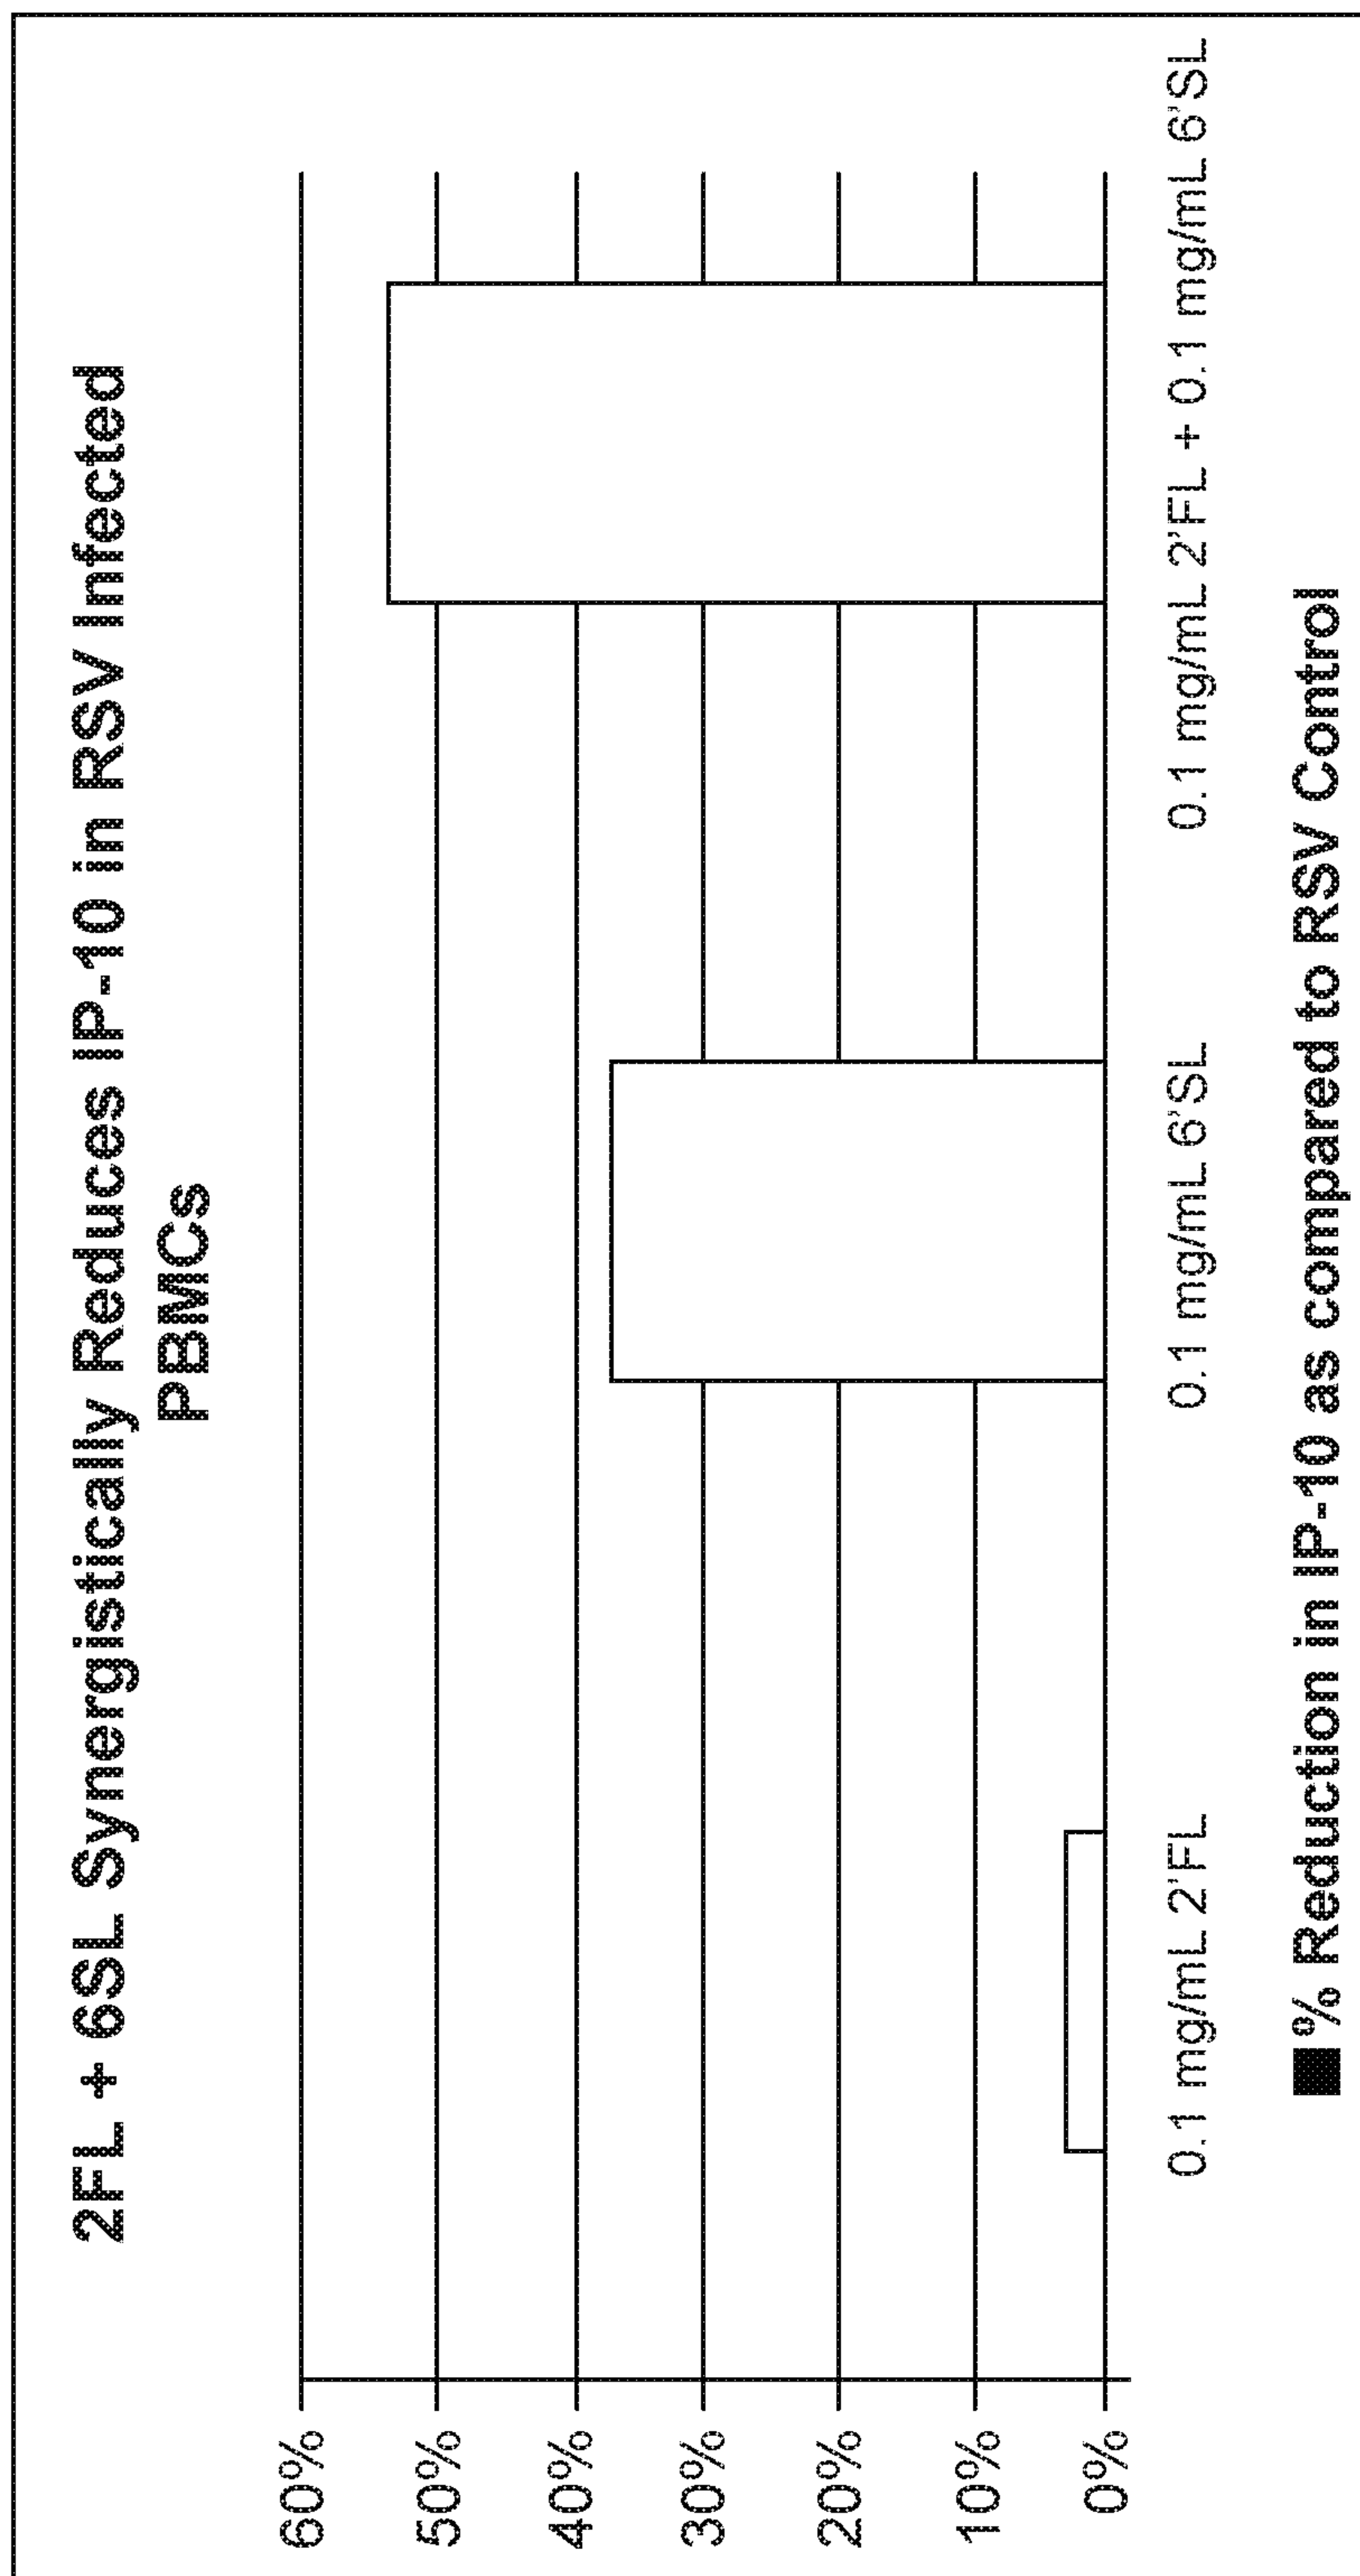 2FL + 6SL Synergistically Reduces IP-10 in RSV Infected
PBMCs
60%
50%
40%
30%
20%
10%
0%
0.1 mg/mL 2'FL
0.1 mg/mL 6'SL
0.1 mg/mL 2'FL + 0.1 mg/mL 6'SL
% Reduction in IP-10 as compared to RSV Control